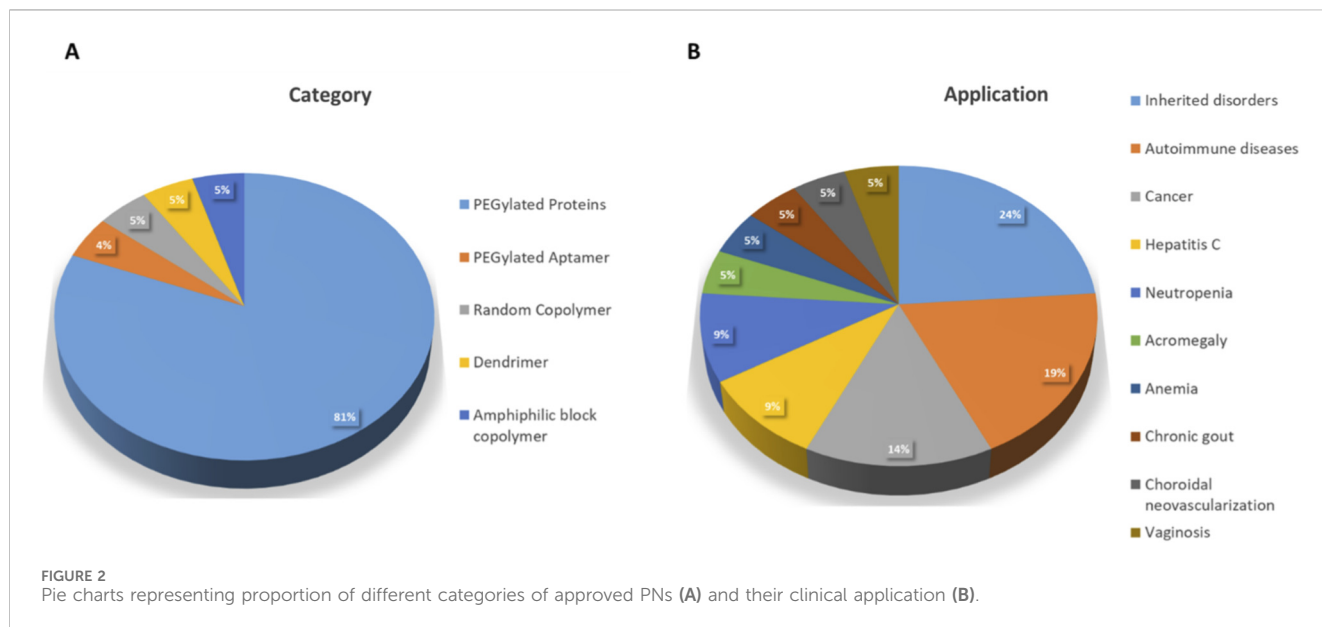 A
Category
5%
5%
5%
4%
81%
PEGylated Proteins
PEGylated Aptamer
Random Copolymer
Dendrimer
Amphiphilic block
copolymer
B
Application
5%
5%
5%
5%
5%
9%
9%
14%
19%
24%
Inherited disorders
Autoimmune diseases
Cancer
Hepatitis C
Neutropenia
Acromegaly
Anemia
Chronic gout
Choroidal
neovascularization
Vaginosis
FIGURE 2
Pie charts representing proportion of different categories of approved PNs (A) and their clinical application (B).